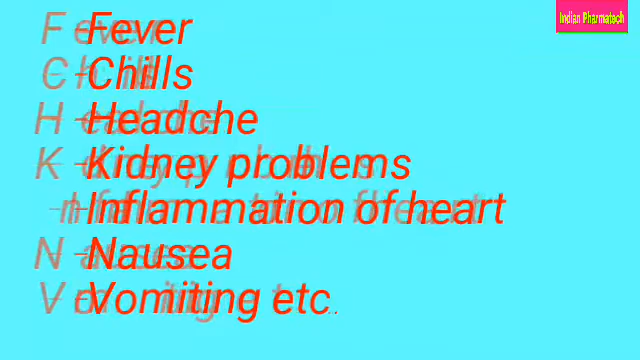 Indian Pharmatech
-Fever
-Chills
-Headche
-Kidney problems
-Inflammation of heart
-Nausea
-Vomiting etc.